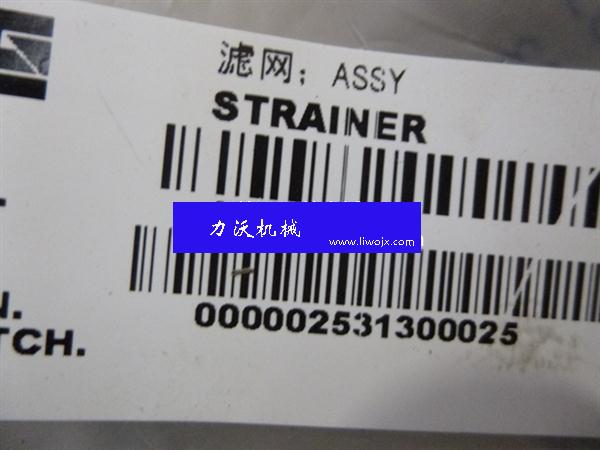 滤网; ASSY
STRAINER
力沃机械
www.liwojx.com
000002531300025
N.
TCH.